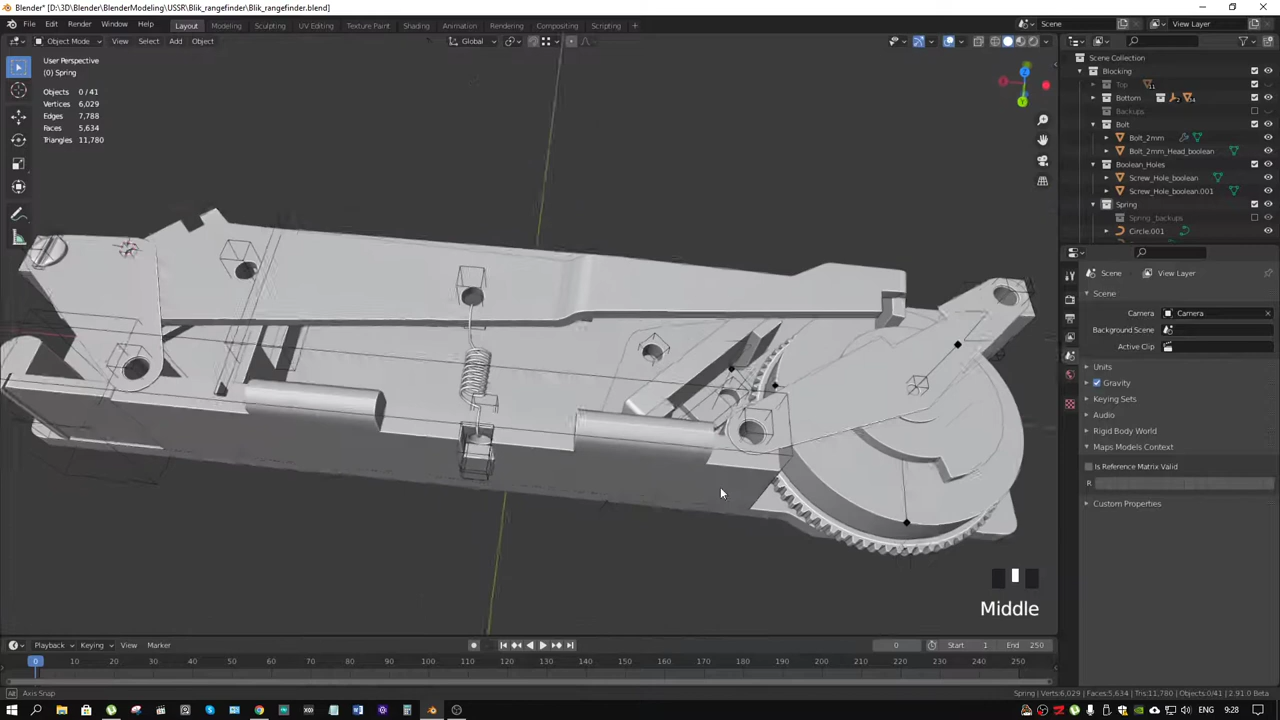 Blender* [D:\3D\BlenderModeling\USSR\Blik_rangefinder\Blik_rangefinder.blend]
File Edit Render Window Help Layout Modeling Sculpting UV Editing Texture Paint Shading Animation Rendering Compositing Scripting + Scene View Layer
Object Mode View Select Add Object Global
User Perspective
(0) Spring
Objects 0/41
Vertices 6,029
Edges 7,788
Faces 5,634
Triangles 11,780
Scene Collection
Blocking
Top
Bottom
Backups
Bolt
Bolt_2mm
Bolt_2mm_Head_boolean
Boolean_Holes
Screw_Hole_boolean
Screw_Hole_boolean.001
Spring
Spring_backups
Circle.001
Scene View Layer
Scene
Camera Camera
Background Scene
Active Clip
Units
Gravity
Keying Sets
Audio
Rigid Body World
Maps Models Context
Is Reference Matrix Valid
R
Custom Properties
Middle
Playback Keying View Marker 0 Start 1 End 250
0 10 20 30 40 50 60 70 80 90 100 110 120 130 140 150 160 170 180 190 200 210 220 230 240 250
Alt Axis Snap Spring | Verts:6,029 | Faces:5,634 | Tris:11,780 | Objects:0/41 | 2.91.0 Beta
ENG 9:28